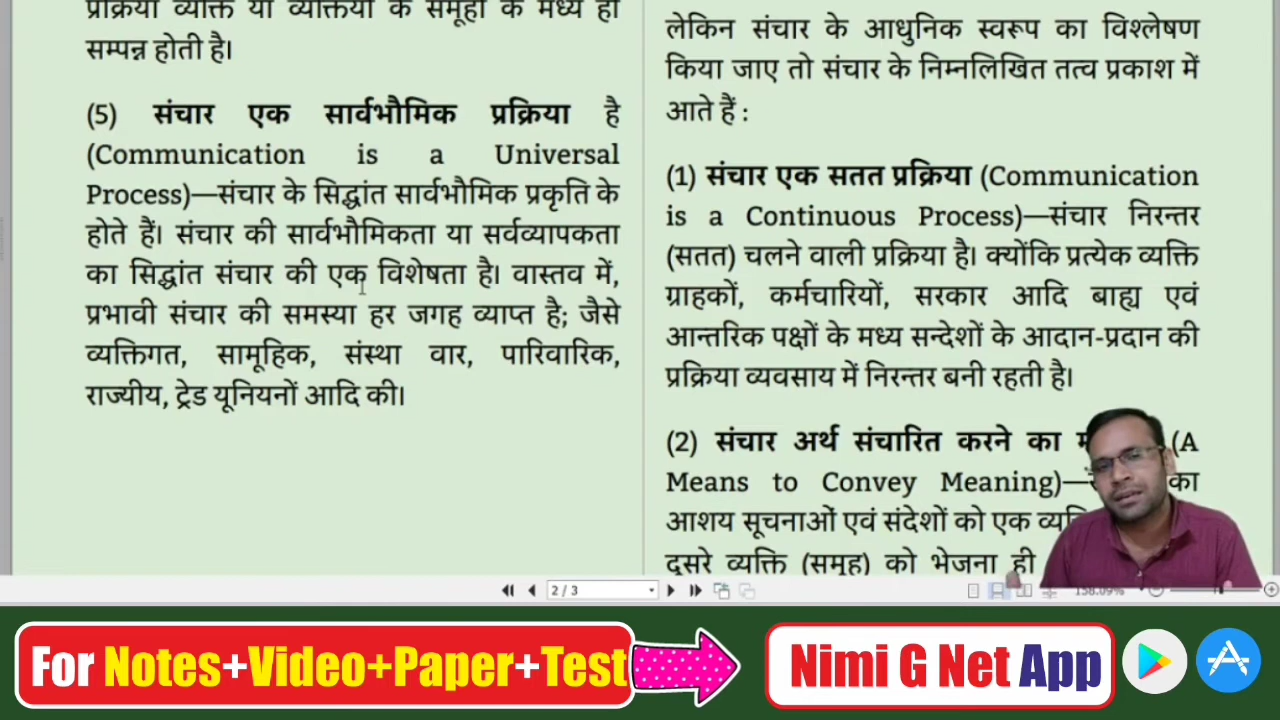 प्रक्रिया व्यक्ति या व्यक्तियों के समूहों के मध्य ही
सम्पन्न होती है।
(5) संचार एक सार्वभौमिक प्रक्रिया है
(Communication is a Universal
Process)—संचार के सिद्धांत सार्वभौमिक प्रकृति के
होते हैं। संचार की सार्वभौमिकता या सर्वव्यापकता
का सिद्धांत संचार की एक विशेषता है। वास्तव में,
प्रभावी संचार की समस्या हर जगह व्याप्त है; जैसे
व्यक्तिगत, सामूहिक, संस्था वार, पारिवारिक,
राज्यीय, ट्रेड यूनियनों आदि की।
लेकिन संचार के आधुनिक स्वरूप का विश्लेषण
किया जाए तो संचार के निम्नलिखित तत्व प्रकाश में
आते हैं :
(1) संचार एक सतत प्रक्रिया (Communication
is a Continuous Process)—संचार निरन्तर
(सतत) चलने वाली प्रक्रिया है। क्योंकि प्रत्येक व्यक्ति
ग्राहकों, कर्मचारियों, सरकार आदि बाह्य एवं
आन्तरिक पक्षों के मध्य सन्देशों के आदान-प्रदान की
प्रक्रिया व्यवसाय में निरन्तर बनी रहती है।
(2) संचार अर्थ संचारित करने का (A
Means to Convey Meaning)— का
आशय सूचनाओं एवं संदेशों को एक
दूसरे व्यक्ति (समूह) को भेजना ही
2 / 3
158.09%
For Notes+Video+Paper+Test
Nimi G Net App